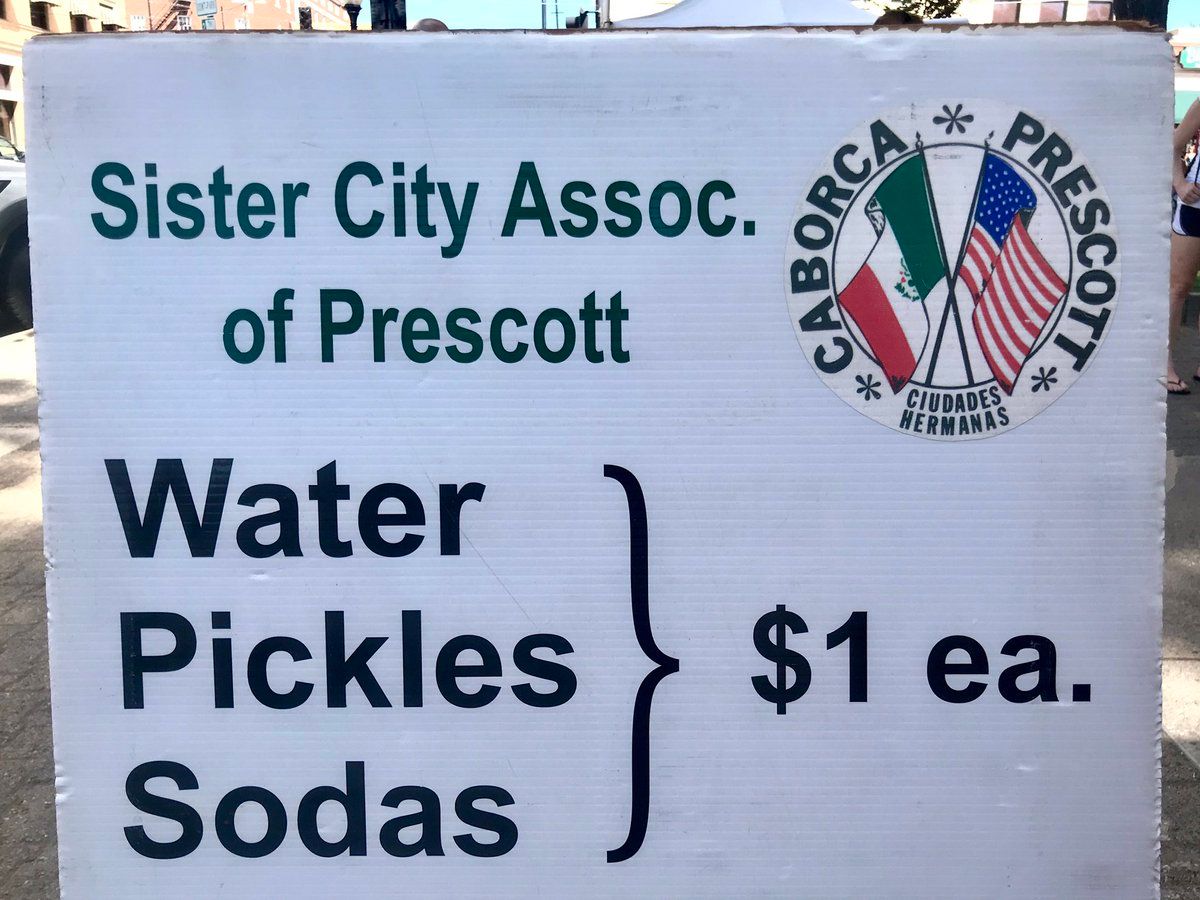 Sister City Assoc.
of Prescott
CABORCA * PRESCOTT *
CIUDADES
HERMANAS *
Water
Pickles
Sodas
} $1 ea.